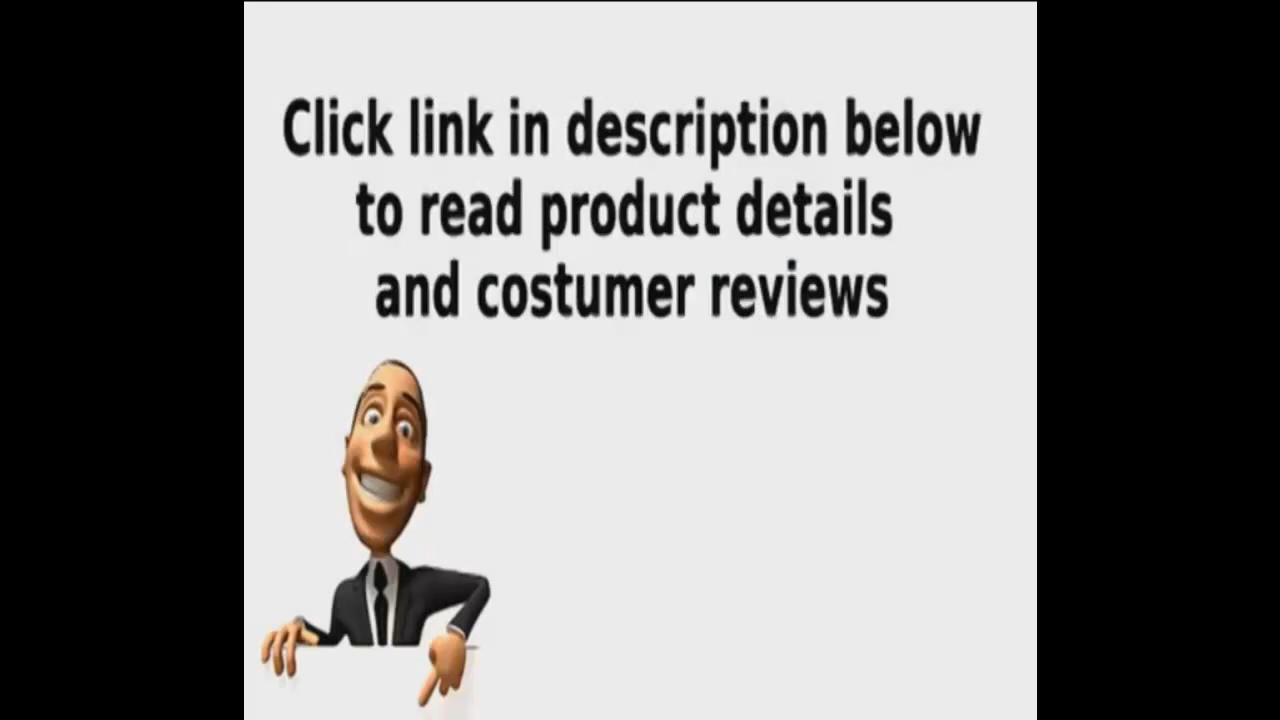 Click link in description below
to read product details
and costumer reviews